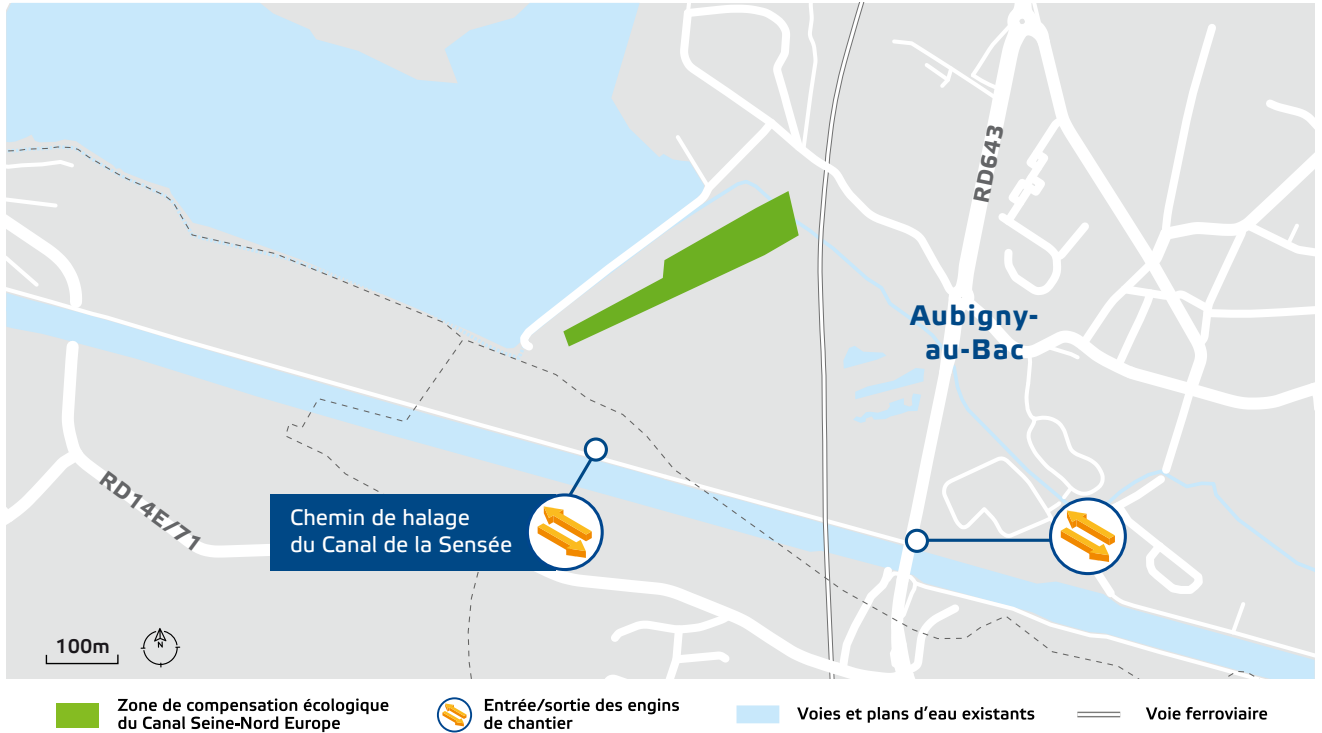 RD643
Aubigny-
au-Bac
RD14E/71
Chemin de halage
du Canal de la Sensée
100m
N
Zone de compensation écologique
du Canal Seine-Nord Europe
Entrée/sortie des engins
de chantier
Voies et plans d'eau existants
Voie ferroviaire